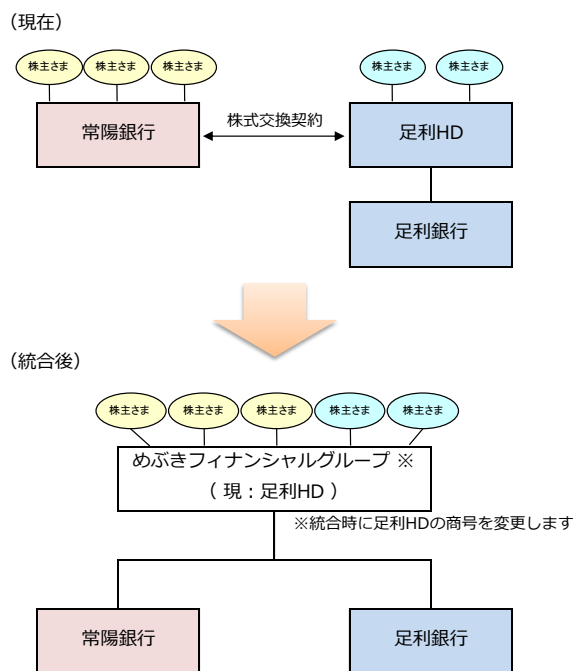 （現在）
株主さま 株主さま 株主さま 株主さま 株主さま
常陽銀行 株式交換契約 足利HD
足利銀行
（統合後）
株主さま 株主さま 株主さま 株主さま 株主さま
めぶきフィナンシャルグループ ※
（ 現：足利HD ）
※統合時に足利HDの商号を変更します
常陽銀行 足利銀行